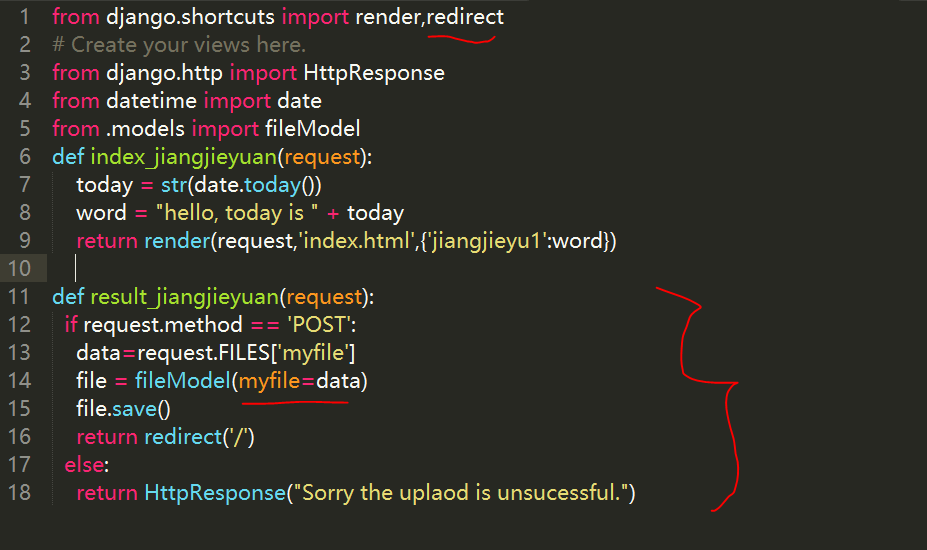 1 from django.shortcuts import render,redirect
2 # Create your views here.
3 from django.http import HttpResponse
4 from datetime import date
5 from .models import fileModel
6 def index_jiangjieyuan(request):
7 today = str(date.today())
8 word = "hello, today is " + today
9 return render(request,'index.html',{'jiangjieyu1':word})
10
11 def result_jiangjieyuan(request):
12 if request.method == 'POST':
13 data=request.FILES['myfile']
14 file = fileModel(myfile=data)
15 file.save()
16 return redirect('/')
17 else:
18 return HttpResponse("Sorry the uplaod is unsucessful.")